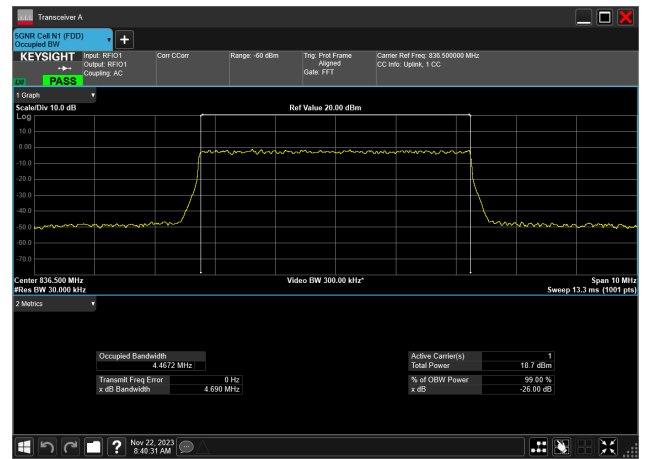 Transceiver A
5GNR Cell N1 (FDD)
Occupied BW
KEYSIGHT
LW
PASS
Input: RFIO1
Output: RFIO1
Coupling: AC
Corr CCorr
Range: -60 dBm
Trig: Prot Frame
Aligned
Gate: FFT
Carrier Ref Freq: 836.500000 MHz
CC Info: Uplink, 1 CC
1 Graph
Scale/Div 10.0 dB
Ref Value 20.00 dBm
Log
10.0
0.00
-10.0
-20.0
-30.0
-40.0
-50.0
-60.0
-70.0
Center 836.500 MHz
Video BW 300.00 kHz*
Span 10 MHz
#Res BW 30.000 kHz
Sweep 13.3 ms (1001 pts)
2 Metrics
Occupied Bandwidth
4.4672 MHz
Transmit Freq Error 0 Hz
x dB Bandwidth 4.690 MHz
Active Carrier(s) 1
Total Power 18.7 dBm
% of OBW Power 99.00 %
x dB -26.00 dB
?
Nov 22, 2023
8:40:31 AM